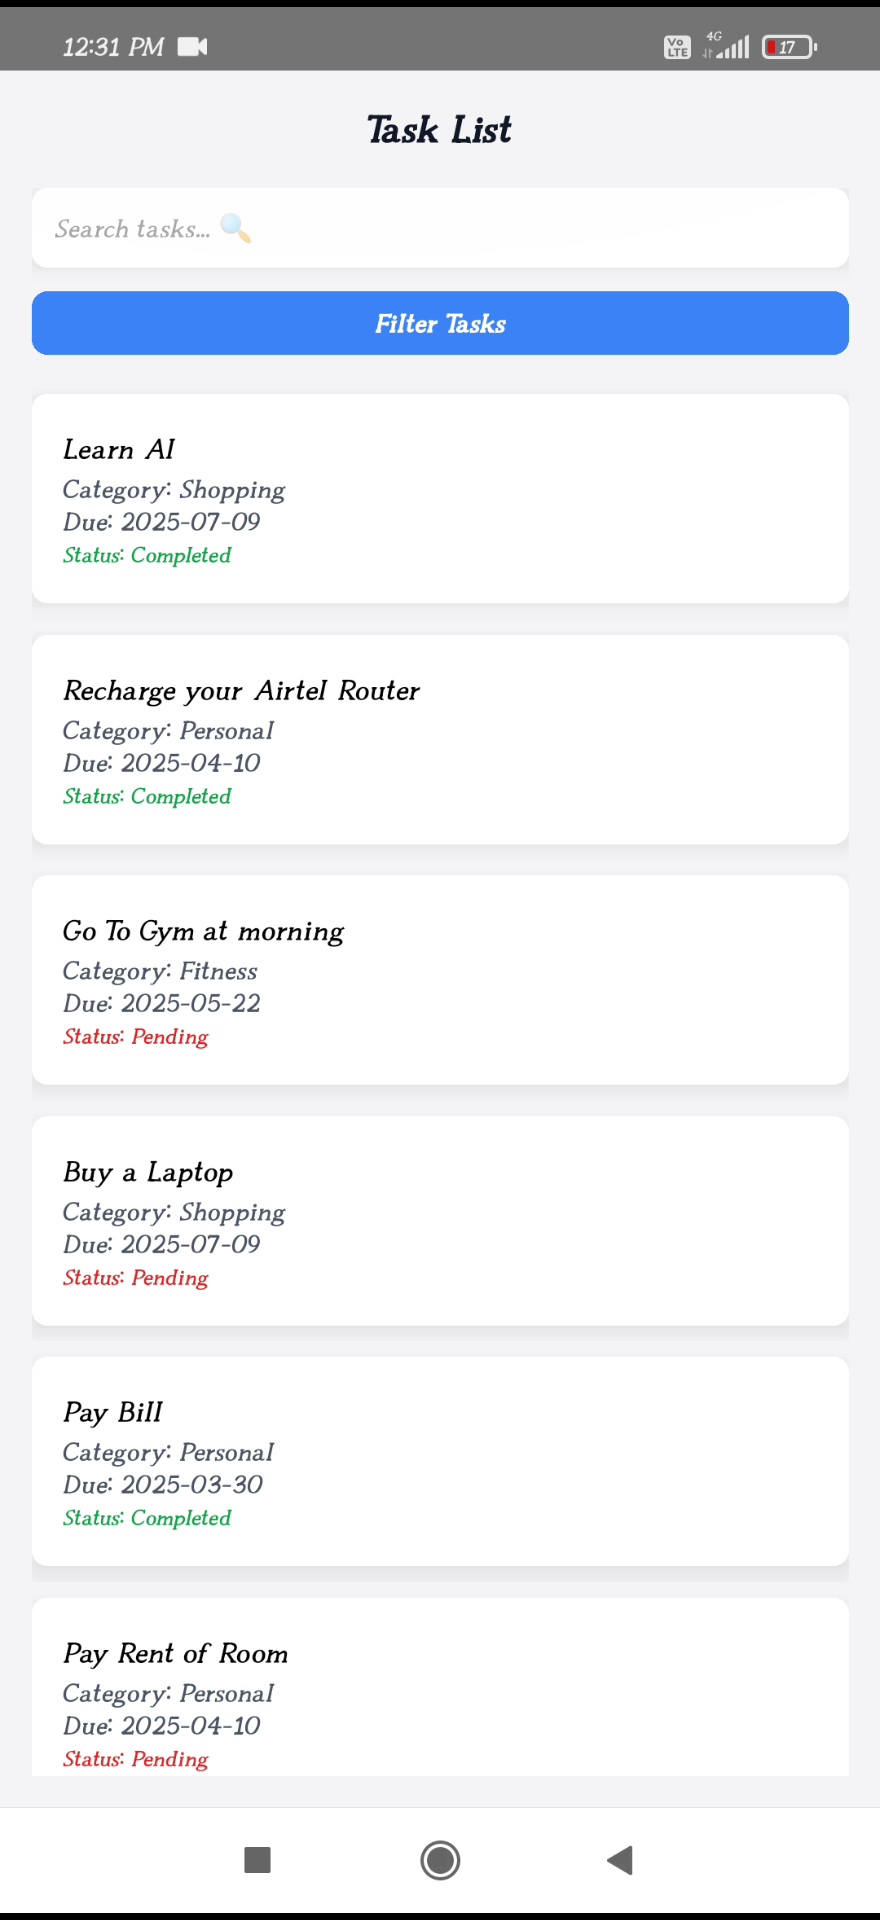 12:31 PM
Vo LTE 4G 17
Task List
Search tasks... 🔍
Filter Tasks
Learn AI
Category: Shopping
Due: 2025-07-09
Status: Completed
Recharge your Airtel Router
Category: Personal
Due: 2025-04-10
Status: Completed
Go To Gym at morning
Category: Fitness
Due: 2025-05-22
Status: Pending
Buy a Laptop
Category: Shopping
Due: 2025-07-09
Status: Pending
Pay Bill
Category: Personal
Due: 2025-03-30
Status: Completed
Pay Rent of Room
Category: Personal
Due: 2025-04-10
Status: Pending